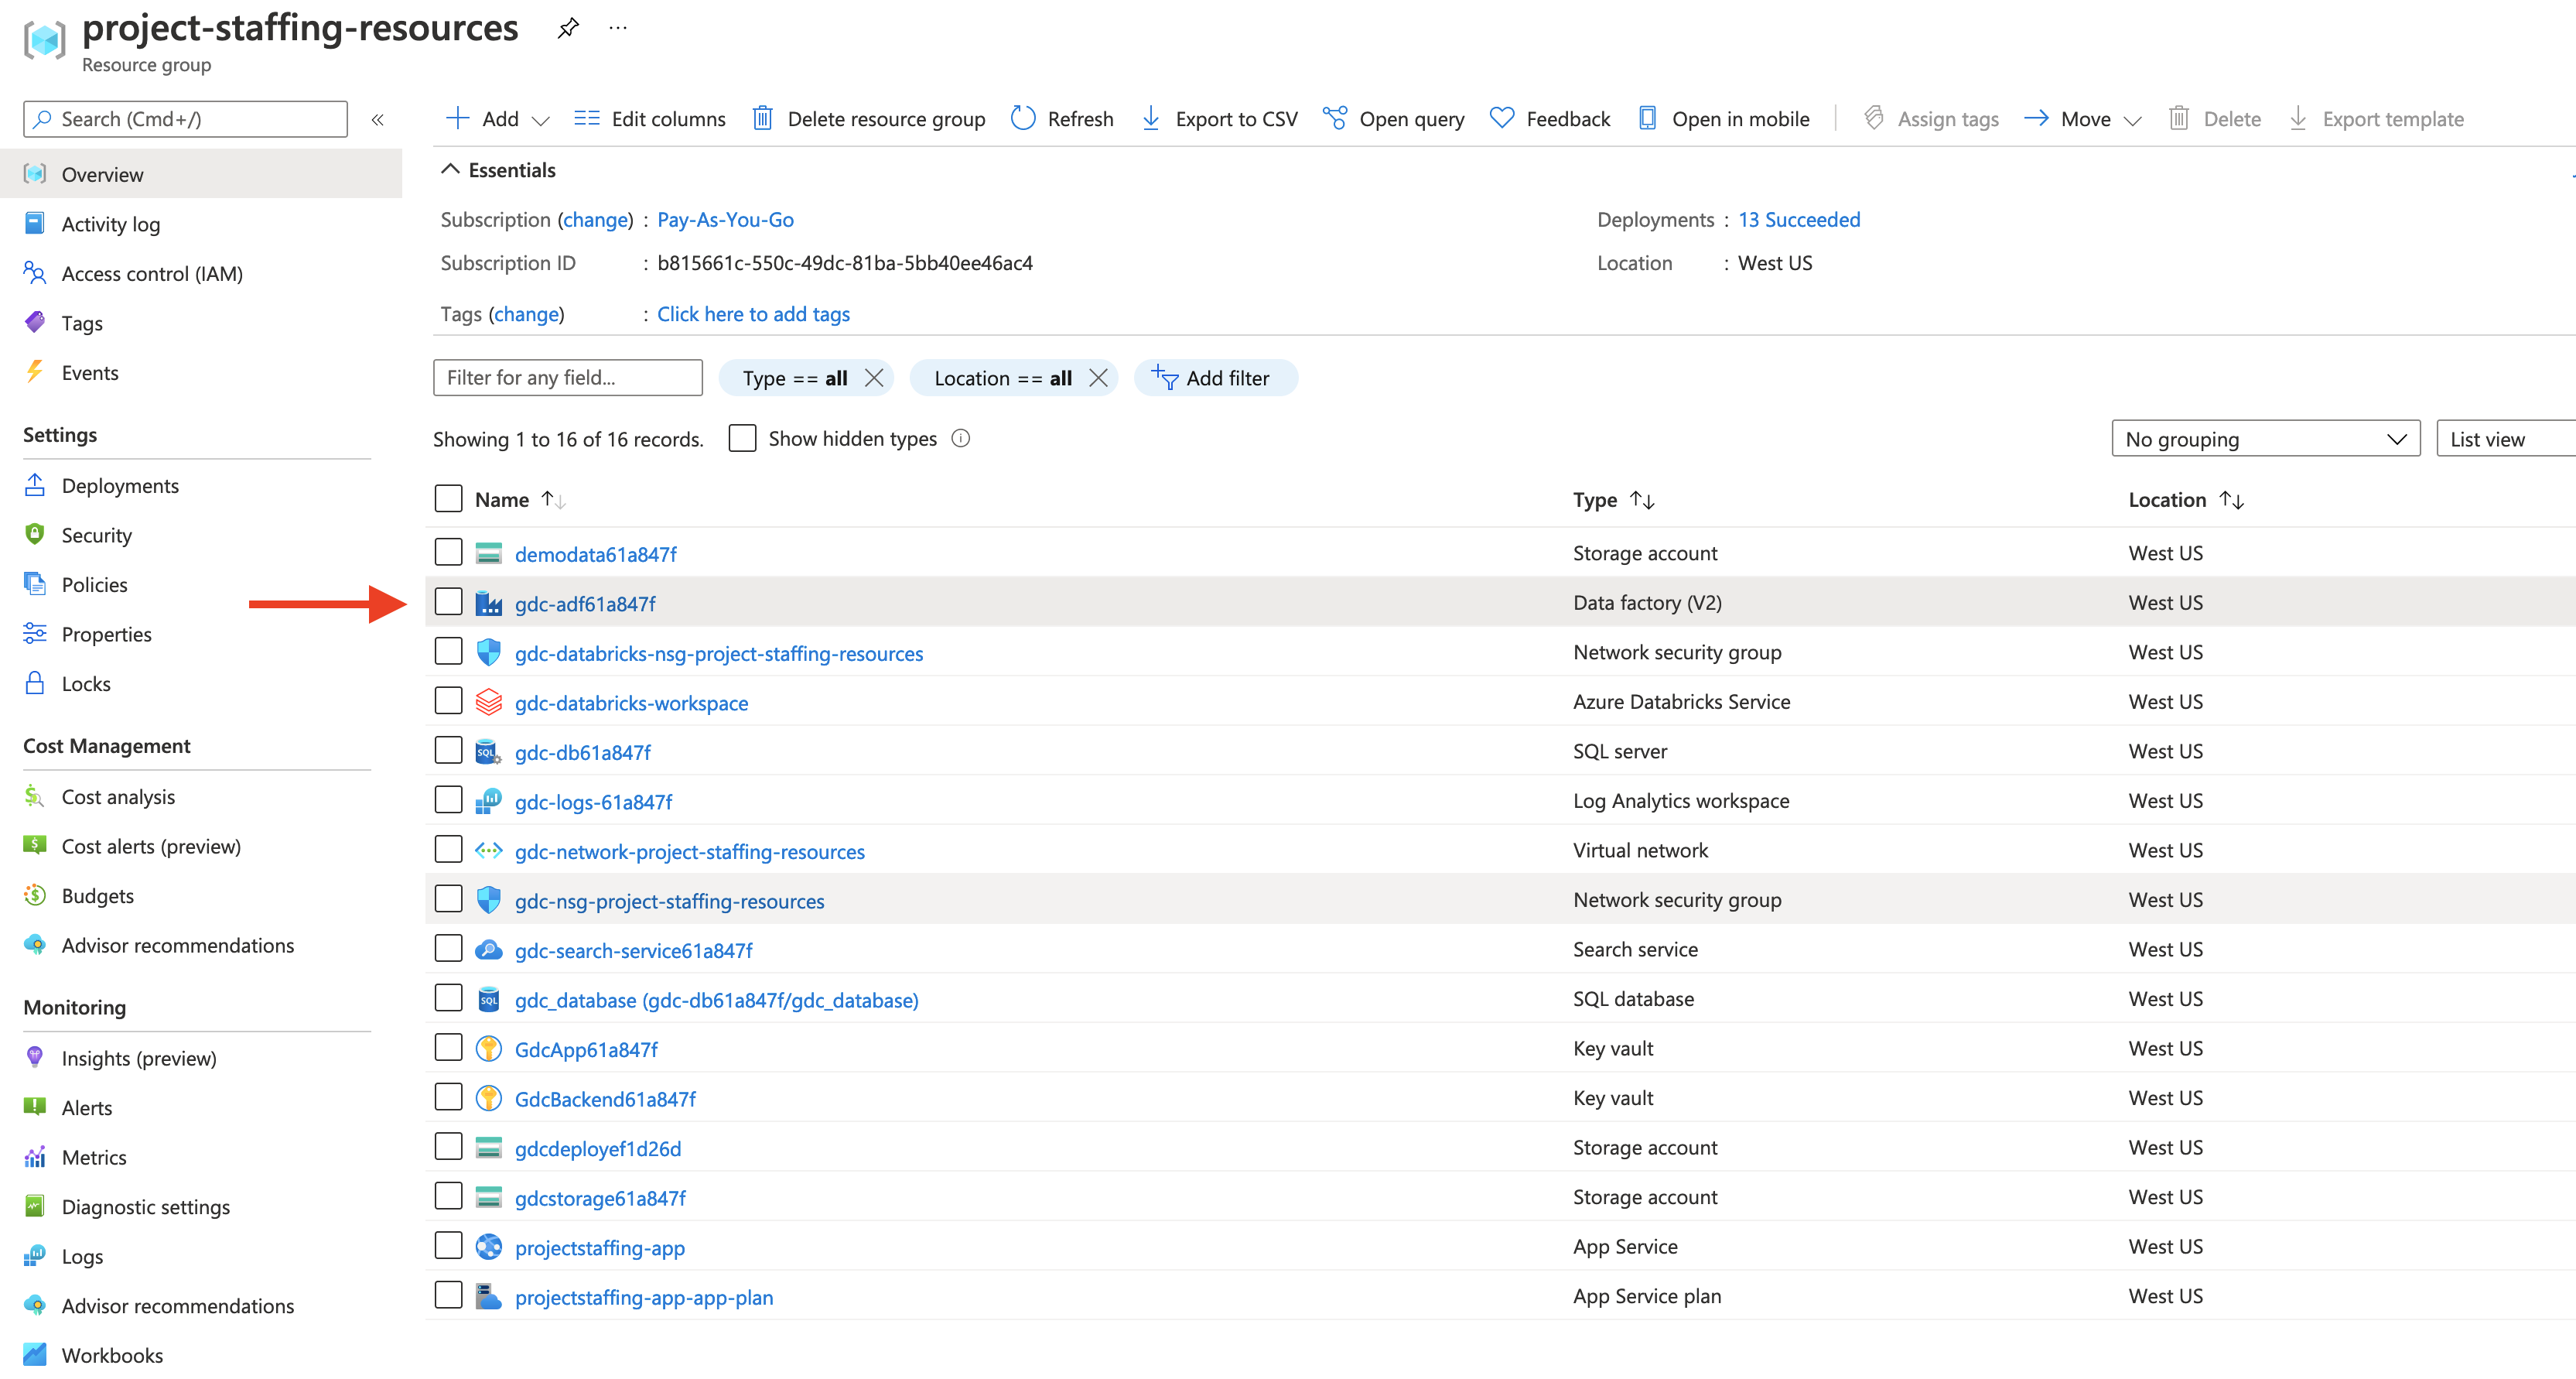 project-staffing-resources
Resource group
Search (Cmd+/)
«
Add
Edit columns
Delete resource group
Refresh
Export to CSV
Open query
Feedback
Open in mobile
Assign tags
Move
Delete
Export template
Overview
Activity log
Access control (IAM)
Tags
Events
Settings
Deployments
Security
Policies
Properties
Locks
Cost Management
Cost analysis
Cost alerts (preview)
Budgets
Advisor recommendations
Monitoring
Insights (preview)
Alerts
Metrics
Diagnostic settings
Logs
Advisor recommendations
Workbooks
Essentials
Subscription (change) : Pay-As-You-Go
Subscription ID : b815661c-550c-49dc-81ba-5bb40ee46ac4
Tags (change) : Click here to add tags
Deployments : 13 Succeeded
Location : West US
Filter for any field...
Type == all
Location == all
Add filter
Showing 1 to 16 of 16 records.
Show hidden types
No grouping
List view
Name Type Location
demodata61a847f Storage account West US
gdc-adf61a847f Data factory (V2) West US
gdc-databricks-nsg-project-staffing-resources Network security group West US
gdc-databricks-workspace Azure Databricks Service West US
gdc-db61a847f SQL server West US
gdc-logs-61a847f Log Analytics workspace West US
gdc-network-project-staffing-resources Virtual network West US
gdc-nsg-project-staffing-resources Network security group West US
gdc-search-service61a847f Search service West US
gdc_database (gdc-db61a847f/gdc_database) SQL database West US
GdcApp61a847f Key vault West US
GdcBackend61a847f Key vault West US
gdcdeployef1d26d Storage account West US
gdcstorage61a847f Storage account West US
projectstaffing-app App Service West US
projectstaffing-app-app-plan App Service plan West US